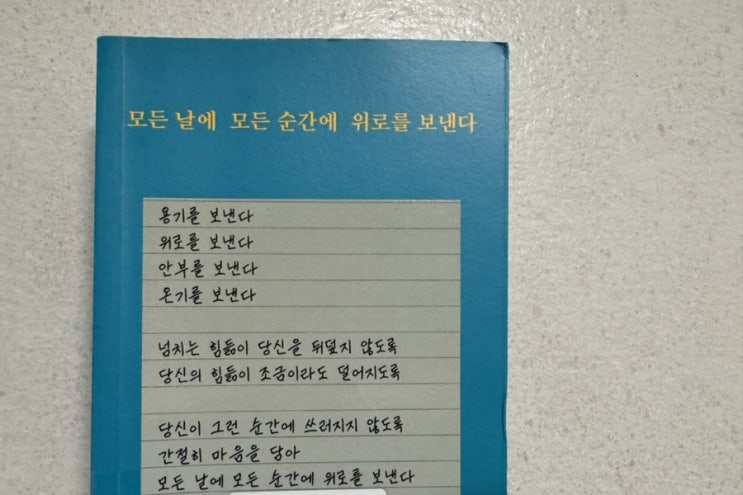 모든 날에 모든 순간에 위로를 보낸다
용기를 보낸다
위로를 보낸다
안부를 보낸다
온기를 보낸다
넘치는 힘듦이 당신을 뒤덮지 않도록
당신의 힘듦이 조금이라도 덜어지도록
당신이 그런 순간에 쓰러지지 않도록
간절히 마음을 담아
모든 날에 모든 순간에 위로를 보낸다